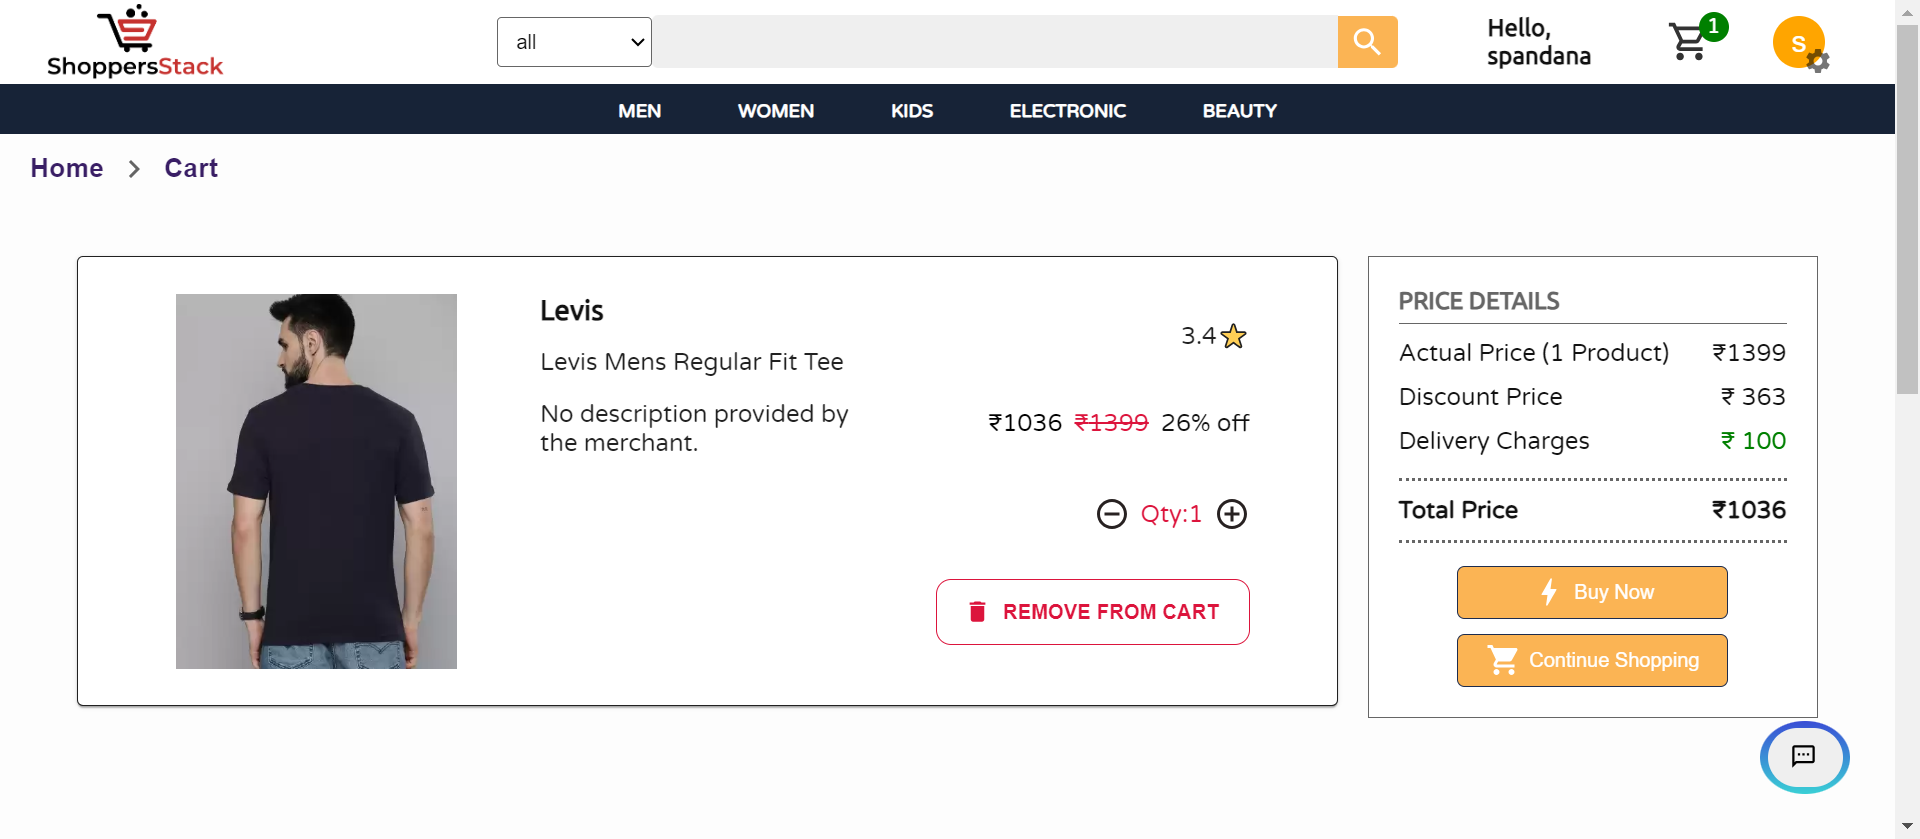 ShoppersStack
all
Hello,
spandana
1
S
MEN WOMEN KIDS ELECTRONIC BEAUTY
Home > Cart
Levis
Levis Mens Regular Fit Tee
No description provided by
the merchant.
3.4
₹1036 ₹1399 26% off
Qty:1
REMOVE FROM CART
PRICE DETAILS
Actual Price (1 Product) ₹1399
Discount Price ₹ 363
Delivery Charges ₹ 100
Total Price ₹1036
Buy Now
Continue Shopping